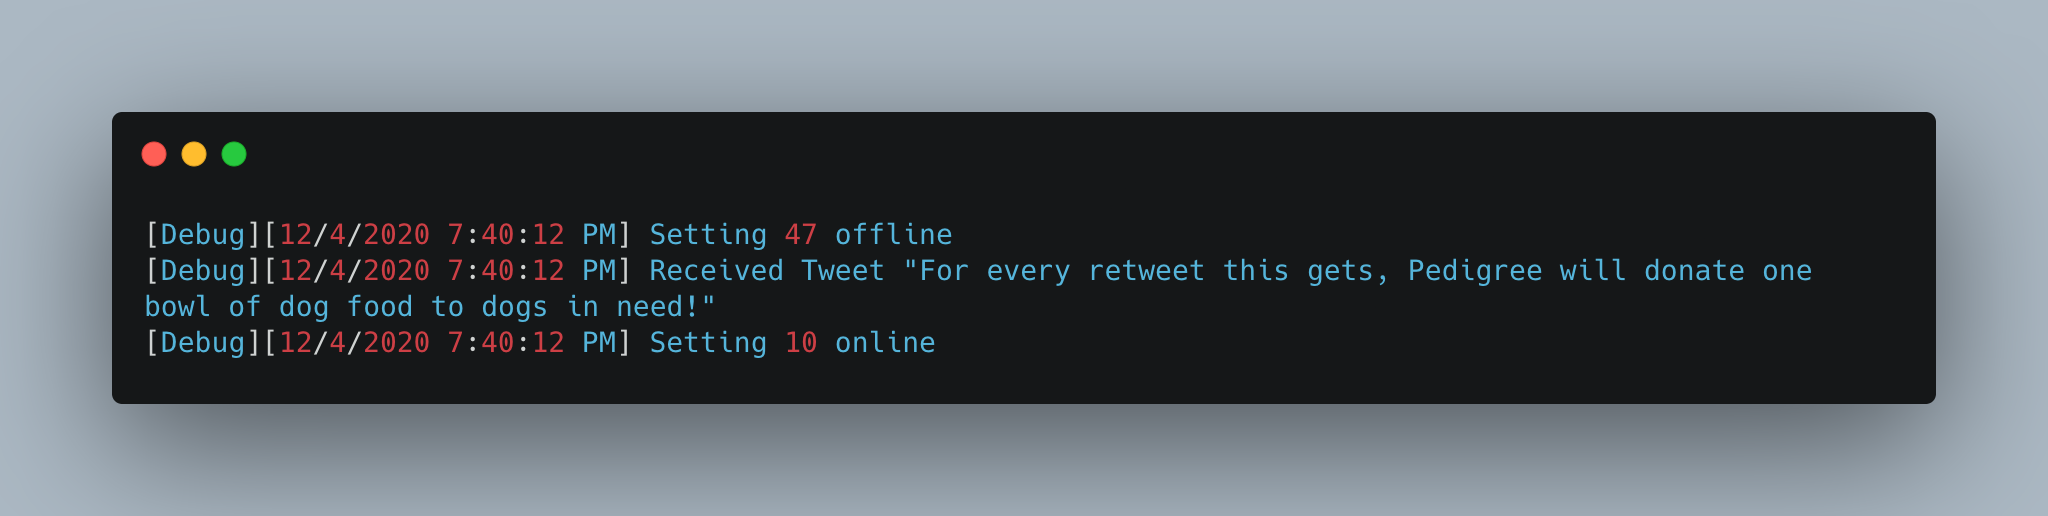 [Debug][12/4/2020 7:40:12 PM] Setting 47 offline
[Debug][12/4/2020 7:40:12 PM] Received Tweet "For every retweet this gets, Pedigree will donate one
bowl of dog food to dogs in need!"
[Debug][12/4/2020 7:40:12 PM] Setting 10 online